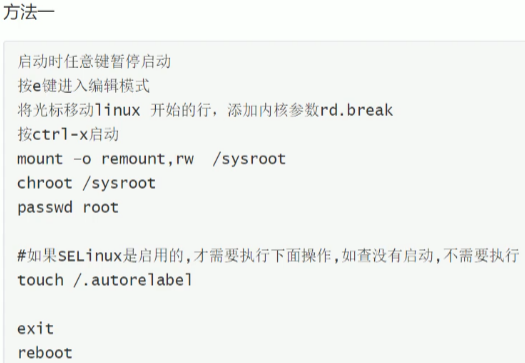 方法一
启动时任意键暂停启动
按e键进入编辑模式
将光标移动linux 开始的行，添加内核参数rd.break
按ctrl-x启动
mount –o remount,rw  /sysroot
chroot /sysroot
passwd root
#如果SELinux是启用的,才需要执行下面操作,如查没有启动,不需要执行
touch /.autorelabel
exit
reboot